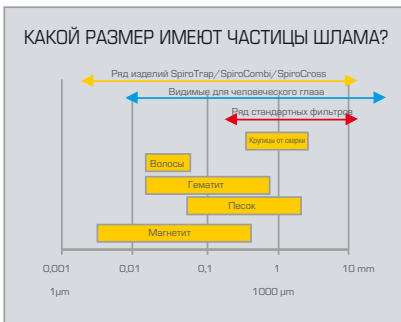 КАКОЙ РАЗМЕР ИМЕЮТ ЧАСТИЦЫ ШЛАМА?
Ряд изделий SpiroTrap/SpiroCombi/SpiroCross
Видимые для человеческого глаза
Ряд стандартных фильтров
Крупицы от сварки
Волосы
Гематит
Песок
Магнетит
0,001 0,01 0,1 1 10 mm
1µm 1000 µm